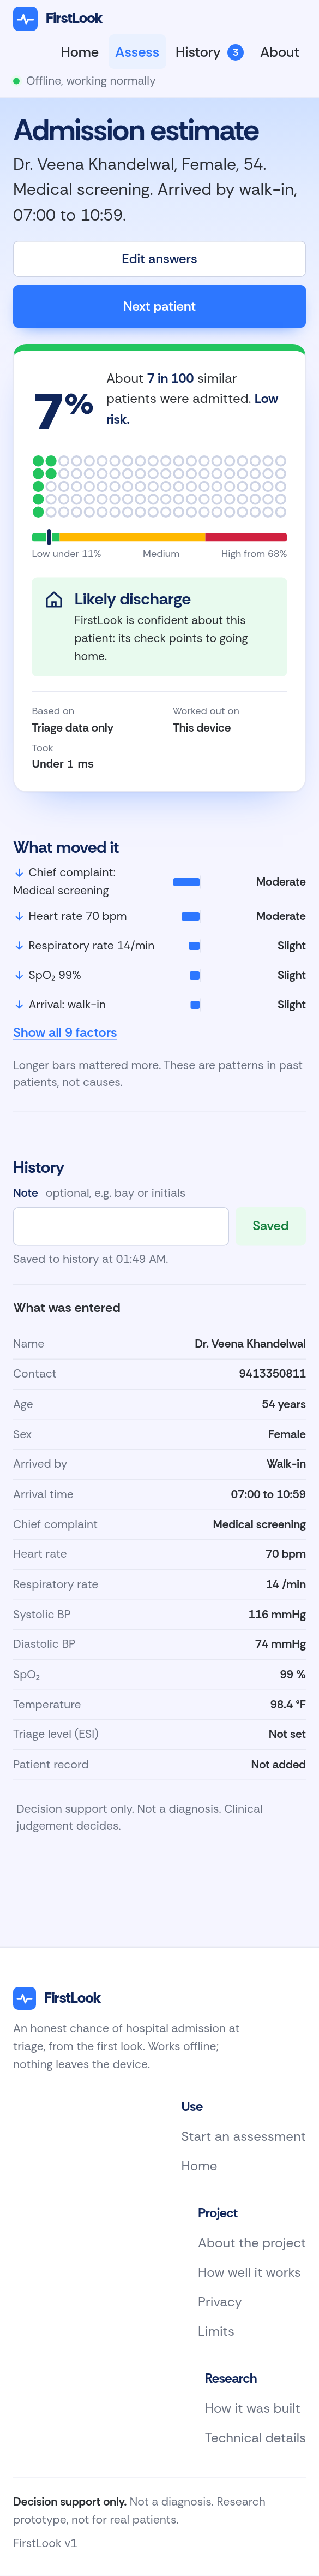 FirstLook
Home Assess History 3 About
Offline, working normally
Admission estimate
Dr. Veena Khandelwal, Female, 54.
Medical screening. Arrived by walk-in,
07:00 to 10:59.
Edit answers
Next patient
7%
About 7 in 100 similar
patients were admitted. Low
risk.
Low under 11% Medium High from 68%
Likely discharge
FirstLook is confident about this
patient: its check points to going
home.
Based on Worked out on
Triage data only This device
Took
Under 1 ms
What moved it
↓ Chief complaint:
Medical screening Moderate
↓ Heart rate 70 bpm Moderate
↓ Respiratory rate 14/min Slight
↓ SpO₂ 99% Slight
↓ Arrival: walk-in Slight
Show all 9 factors
Longer bars mattered more. These are patterns in past
patients, not causes.
History
Note optional, e.g. bay or initials
Saved
Saved to history at 01:49 AM.
What was entered
Name Dr. Veena Khandelwal
Contact 9413350811
Age 54 years
Sex Female
Arrived by Walk-in
Arrival time 07:00 to 10:59
Chief complaint Medical screening
Heart rate 70 bpm
Respiratory rate 14 /min
Systolic BP 116 mmHg
Diastolic BP 74 mmHg
SpO₂ 99 %
Temperature 98.4 °F
Triage level (ESI) Not set
Patient record Not added
Decision support only. Not a diagnosis. Clinical
judgement decides.
FirstLook
An honest chance of hospital admission at
triage, from the first look. Works offline;
nothing leaves the device.
Use
Start an assessment
Home
Project
About the project
How well it works
Privacy
Limits
Research
How it was built
Technical details
Decision support only. Not a diagnosis. Research
prototype, not for real patients.
FirstLook v1